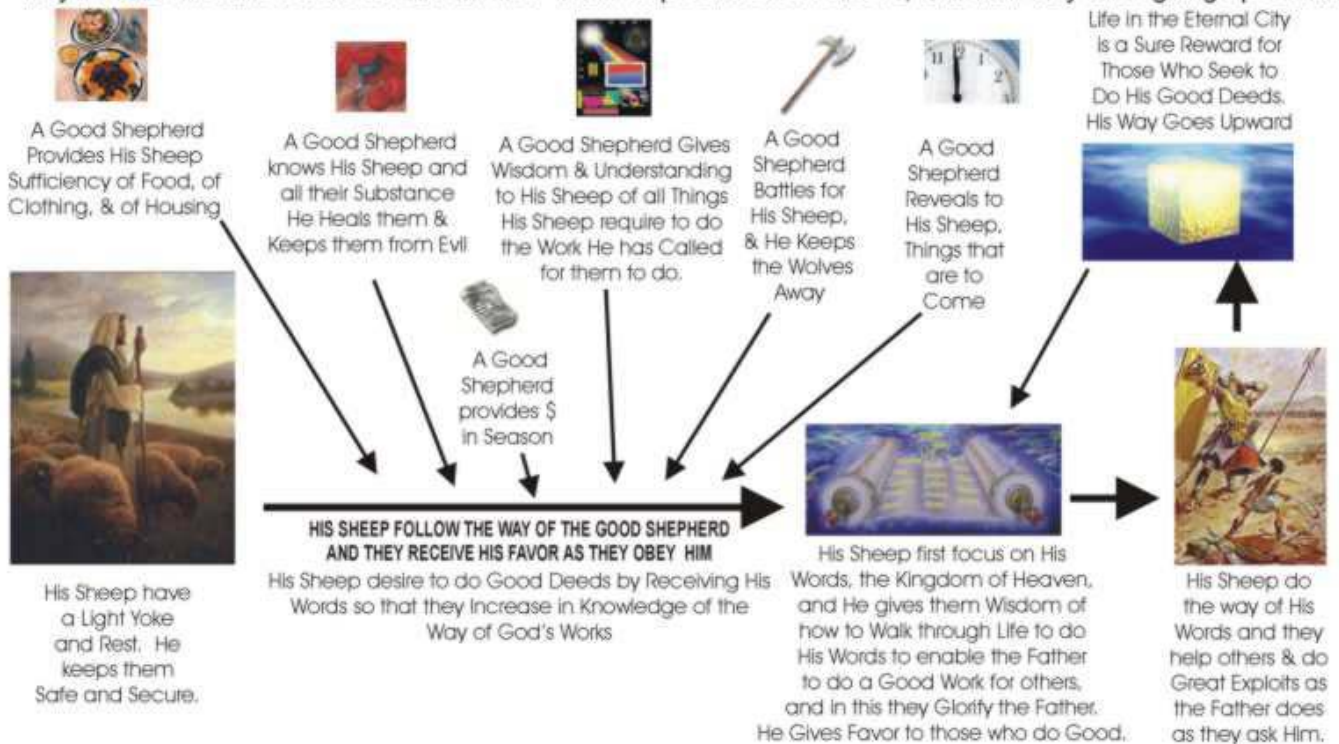 Life in the Eternal City
is a Sure Reward for
Those Who Seek to
Do His Good Deeds.
His Way Goes Upward
A Good Shepherd
Provides His Sheep
Sufficiency of Food, of
Clothing, & of Housing
A Good Shepherd
knows His Sheep and
all their Substance
He Heals them &
Keeps them from Evil
A Good Shepherd Gives
Wisdom & Understanding
to His Sheep of all Things
His Sheep require to do
the Work He has Called
for them to do.
A Good
Shepherd
Battles for
His Sheep,
& He Keeps
the Wolves
Away
11 12 1
2
A Good
Shepherd
Reveals to
His Sheep,
Things that
are to
Come
A Good
Shepherd
provides $
in Season
HIS SHEEP FOLLOW THE WAY OF THE GOOD SHEPHERD
AND THEY RECEIVE HIS FAVOR AS THEY OBEY HIM
His Sheep desire to do Good Deeds by Receiving His
Words so that they Increase in Knowledge of the
Way of God's Works
His Sheep have
a Light Yoke
and Rest. He
keeps them
Safe and Secure.
His Sheep first focus on His
Words, the Kingdom of Heaven,
and He gives them Wisdom of
how to Walk through Life to do
His Words to enable the Father
to do a Good Work for others,
and in this they Glorify the Father.
He Gives Favor to those who do Good.
His Sheep do
the way of His
Words and they
help others & do
Great Exploits as
the Father does
as they ask Him.